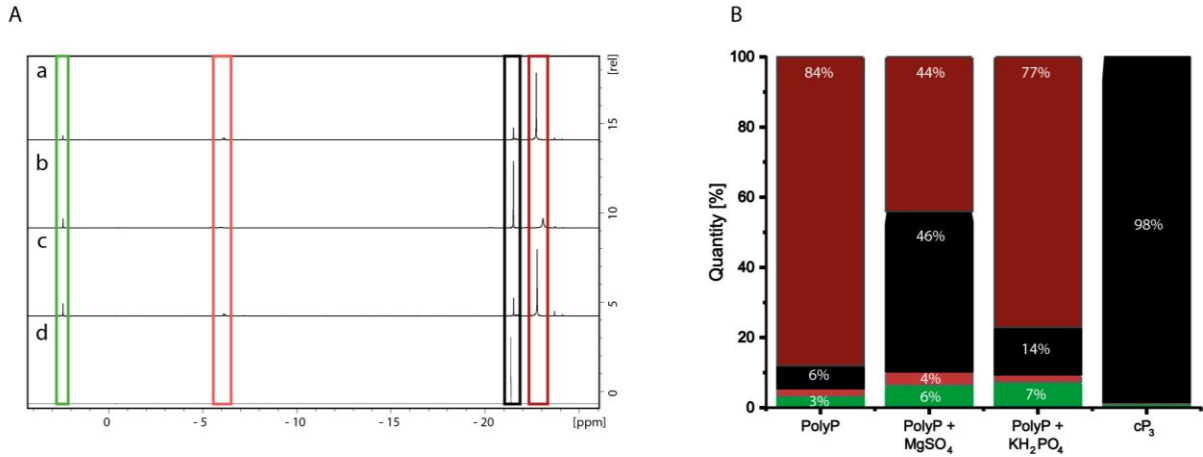 A
B
a
b
c
d
[rel]
15
10
5
0
0
- 5
- 10
- 15
- 20
[ppm]
Quantity [%]
100
80
60
40
20
0
84%
44%
77%
6%
46%
14%
98%
3%
4%
6%
7%
PolyP
PolyP +
MgSO₄
PolyP +
KH₂PO₄
cP₃